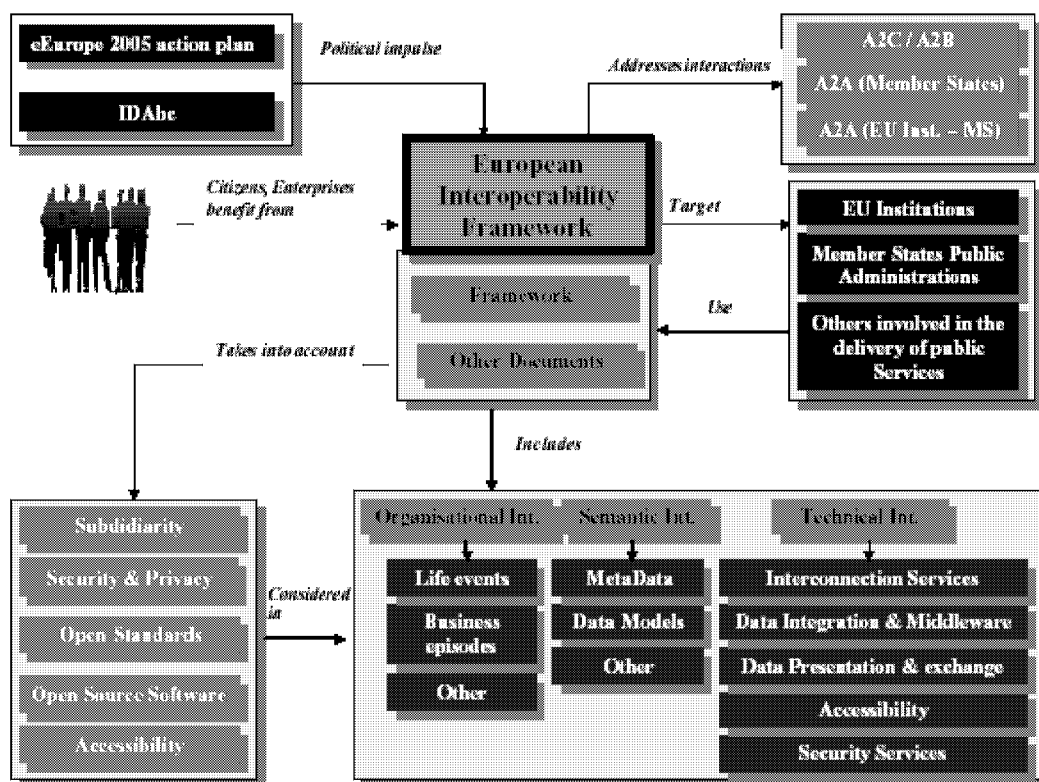 eEurope 2005 action plan
IDAbc
Political impulse
Addresses interactions
A2C / A2B
A2A (Member States)
A2A (EU Inst. – MS)
European
Interoperability
Framework
Citizens, Enterprises
benefit from
Target
EU Institutions
Member States Public
Administrations
Others involved in the
delivery of public
Services
Framework
Other Documents
Use
Takes into account
Includes
Subdidiarity
Security & Privacy
Open Standards
Open Source Software
Accessibility
Considered
in
Organisational Int.
Life events
Business
episodes
Other
Semantic Int.
MetaData
Data Models
Other
Technical Int.
Interconnection Services
Data Integration & Middleware
Data Presentation & exchange
Accessibility
Security Services